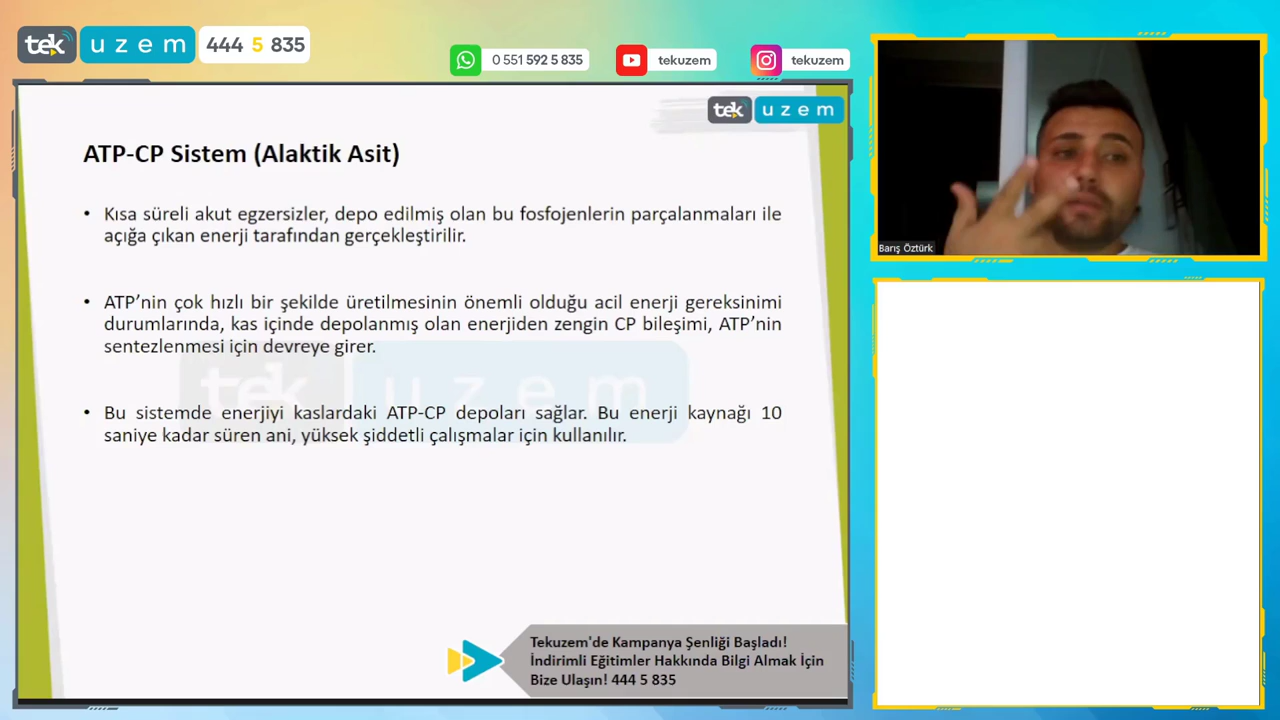 tek uzem 444 5 835
0 551 592 5 835
tekuzem
tekuzem
tek uzem
ATP-CP Sistem (Alaktik Asit)
• Kısa süreli akut egzersizler, depo edilmiş olan bu fosfojenlerin parçalanmaları ile
açığa çıkan enerji tarafından gerçekleştirilir.
• ATP’nin çok hızlı bir şekilde üretilmesinin önemli olduğu acil enerji gereksinimi
durumlarında, kas içinde depolanmış olan enerjiden zengin CP bileşimi, ATP’nin
sentezlenmesi için devreye girer.
tek uzem
• Bu sistemde enerjiyi kaslardaki ATP-CP depoları sağlar. Bu enerji kaynağı 10
saniye kadar süren ani, yüksek şiddetli çalışmalar için kullanılır.
Tekuzem'de Kampanya Şenliği Başladı!
İndirimli Eğitimler Hakkında Bilgi Almak İçin
Bize Ulaşın! 444 5 835
Barış Öztürk